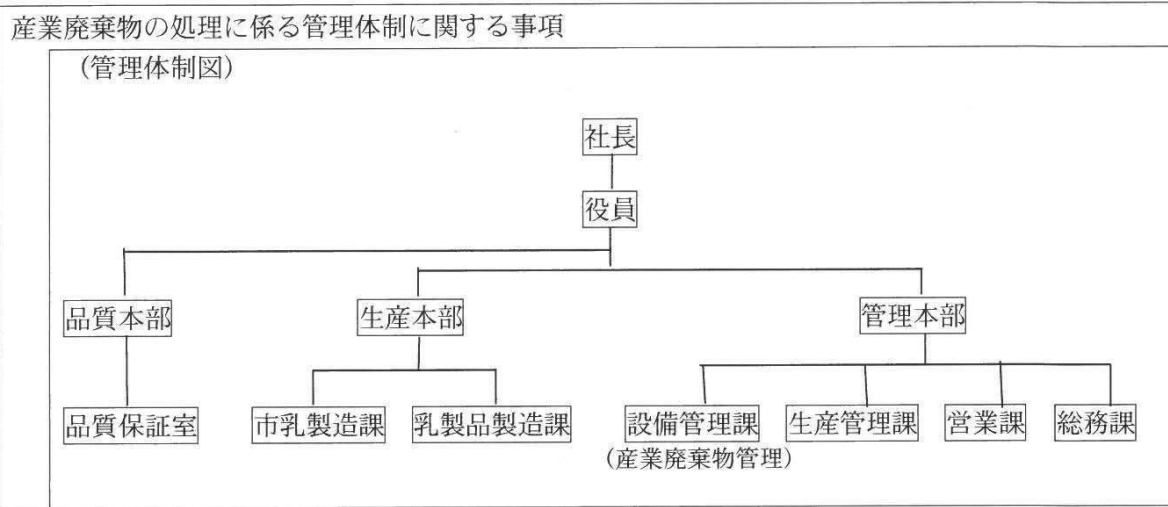 産業廃棄物の処理に係る管理体制に関する事項
（管理体制図）
社長
役員
品質本部
生産本部
管理本部
品質保証室
市乳製造課
乳製品製造課
設備管理課
生産管理課
営業課
総務課
（産業廃棄物管理）